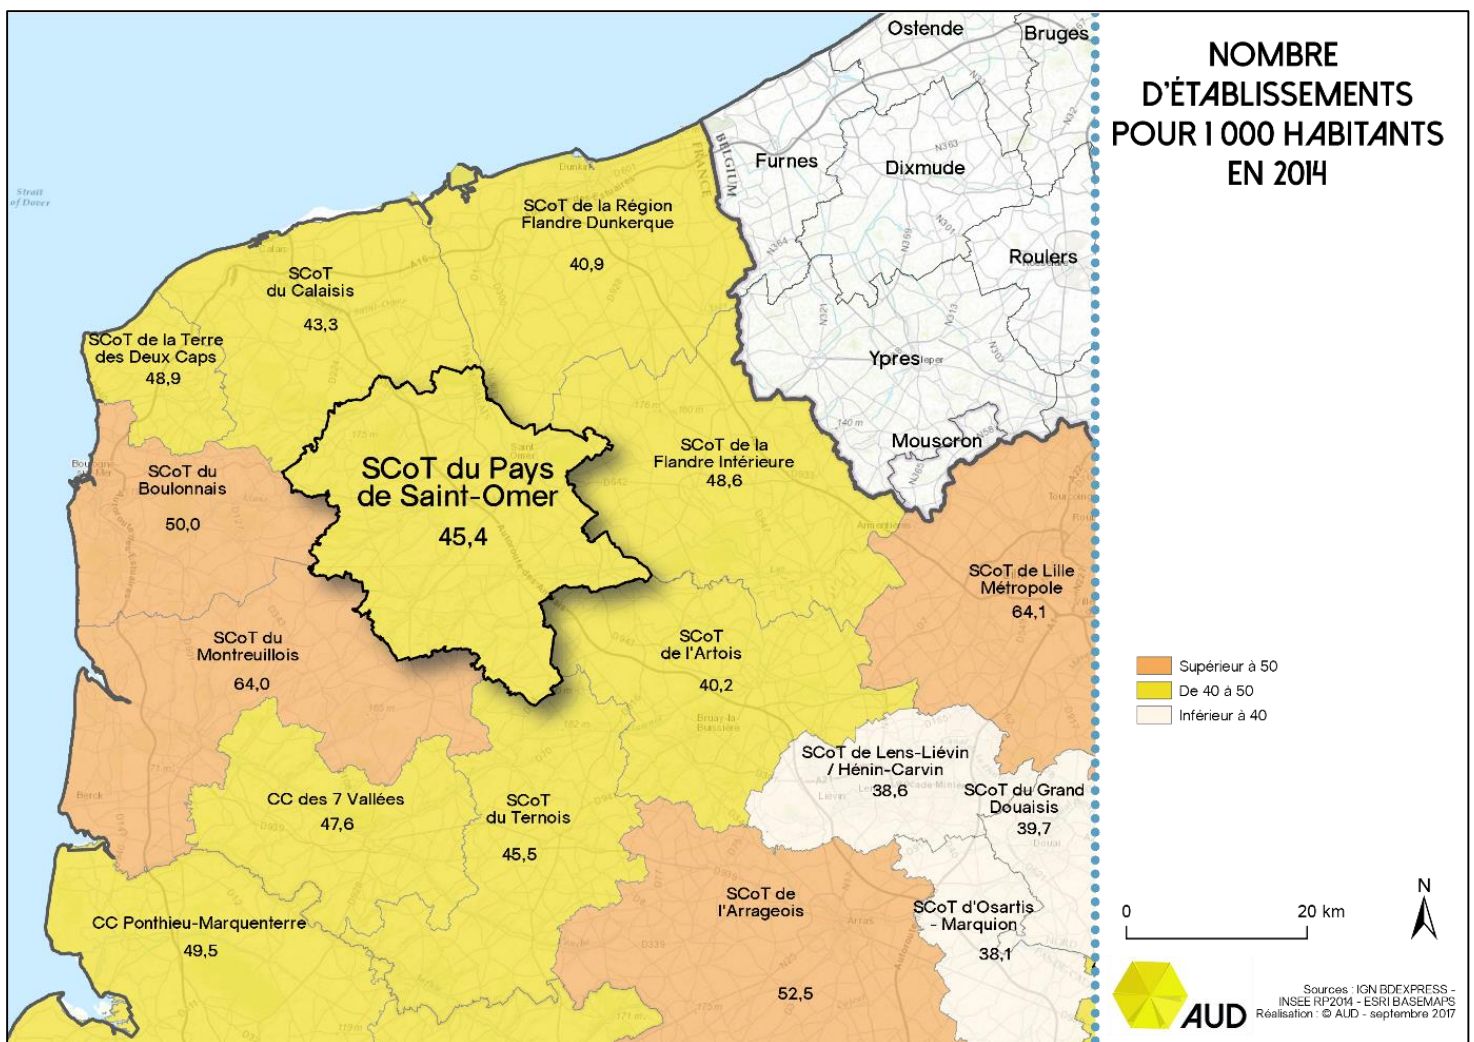 NOMBRE
D'ÉTABLISSEMENTS
POUR 1 000 HABITANTS
EN 2014
Ostende
Bruges
Furnes
Dixmude
Roulers
Ypres
Mouscron
BELGIUM
FRANCE
Strait
of Dover
SCoT de la Région
Flandre Dunkerque
40,9
SCoT
du Calaisis
43,3
SCoT de la Terre
des Deux Caps
48,9
SCoT du
Boulonnais
50,0
SCoT du Pays
de Saint-Omer
45,4
SCoT de la
Flandre Intérieure
48,6
SCoT de Lille
Métropole
64,1
SCoT du
Montreuillois
64,0
SCoT
de l'Artois
40,2
SCoT de Lens-Liévin
/ Hénin-Carvin
38,6
SCoT du Grand
Douaisis
39,7
CC des 7 Vallées
47,6
SCoT
du Ternois
45,5
SCoT de
l'Arrageois
52,5
SCoT d'Osartis
- Marquion
38,1
CC Ponthieu-Marquenterre
49,5
Supérieur à 50
De 40 à 50
Inférieur à 40
0 20 km
N
AUD
Sources : IGN BDEXPRESS -
INSEE RP2014 - ESRI BASEMAPS
Réalisation : © AUD - septembre 2017